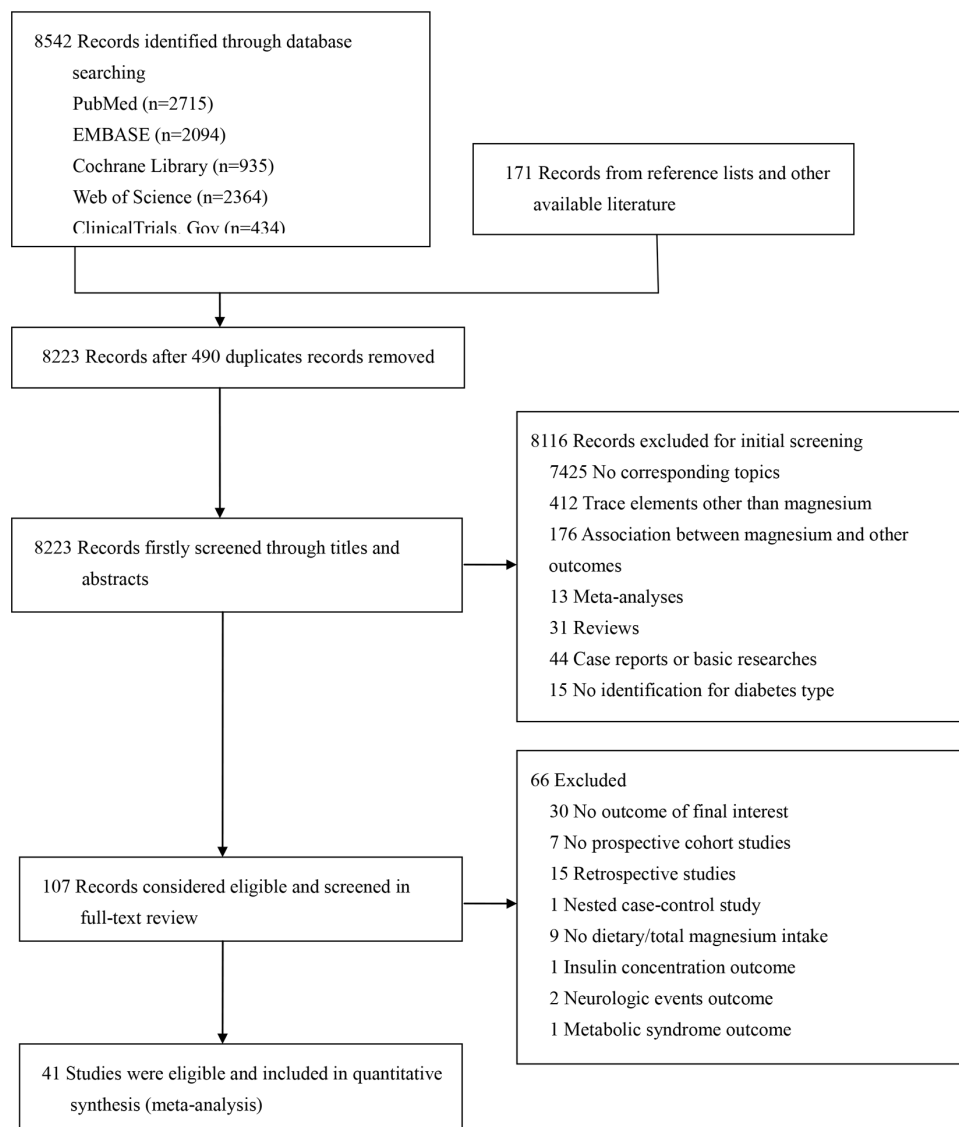 8542 Records identified through database
searching
PubMed (n=2715)
EMBASE (n=2094)
Cochrane Library (n=935)
Web of Science (n=2364)
ClinicalTrials. Gov (n=434)
171 Records from reference lists and other
available literature
8223 Records after 490 duplicates records removed
8223 Records firstly screened through titles and
abstracts
8116 Records excluded for initial screening
7425 No corresponding topics
412 Trace elements other than magnesium
176 Association between magnesium and other
outcomes
13 Meta-analyses
31 Reviews
44 Case reports or basic researches
15 No identification for diabetes type
107 Records considered eligible and screened in
full-text review
66 Excluded
30 No outcome of final interest
7 No prospective cohort studies
15 Retrospective studies
1 Nested case-control study
9 No dietary/total magnesium intake
1 Insulin concentration outcome
2 Neurologic events outcome
1 Metabolic syndrome outcome
41 Studies were eligible and included in quantitative
synthesis (meta-analysis)